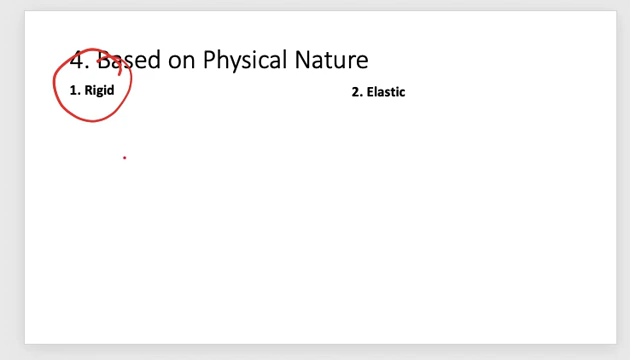 4. Based on Physical Nature
1. Rigid
2. Elastic